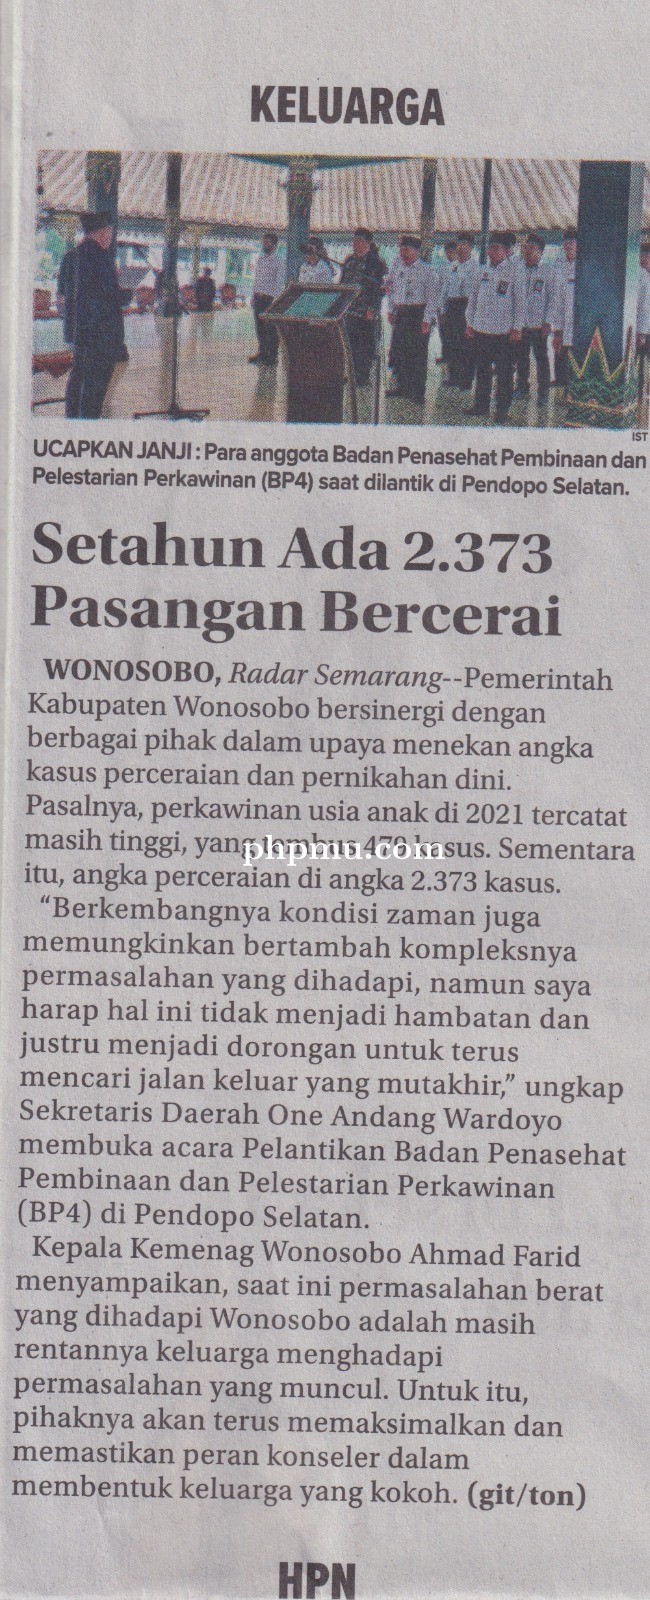 KELUARGA
IST
UCAPKAN JANJI : Para anggota Badan Penasehat Pembinaan dan
Pelestarian Perkawinan (BP4) saat dilantik di Pendopo Selatan.
Setahun Ada 2.373
Pasangan Bercerai
WONOSOBO, Radar Semarang--Pemerintah
Kabupaten Wonosobo bersinergi dengan
berbagai pihak dalam upaya menekan angka
kasus perceraian dan pernikahan dini.
Pasalnya, perkawinan usia anak di 2021 tercatat
masih tinggi, yang tembus kasus. Sementara
phpmu.com
itu, angka perceraian di angka 2.373 kasus.
“Berkembangnya kondisi zaman juga
memungkinkan bertambah kompleksnya
permasalahan yang dihadapi, namun saya
harap hal ini tidak menjadi hambatan dan
justru menjadi dorongan untuk terus
mencari jalan keluar yang mutakhir,” ungkap
Sekretaris Daerah One Andang Wardoyo
membuka acara Pelantikan Badan Penasehat
Pembinaan dan Pelestarian Perkawinan
(BP4) di Pendopo Selatan.
Kepala Kemenag Wonosobo Ahmad Farid
menyampaikan, saat ini permasalahan berat
yang dihadapi Wonosobo adalah masih
rentannya keluarga menghadapi
permasalahan yang muncul. Untuk itu,
pihaknya akan terus memaksimalkan dan
memastikan peran konseler dalam
membentuk keluarga yang kokoh. (git/ton)
HPN